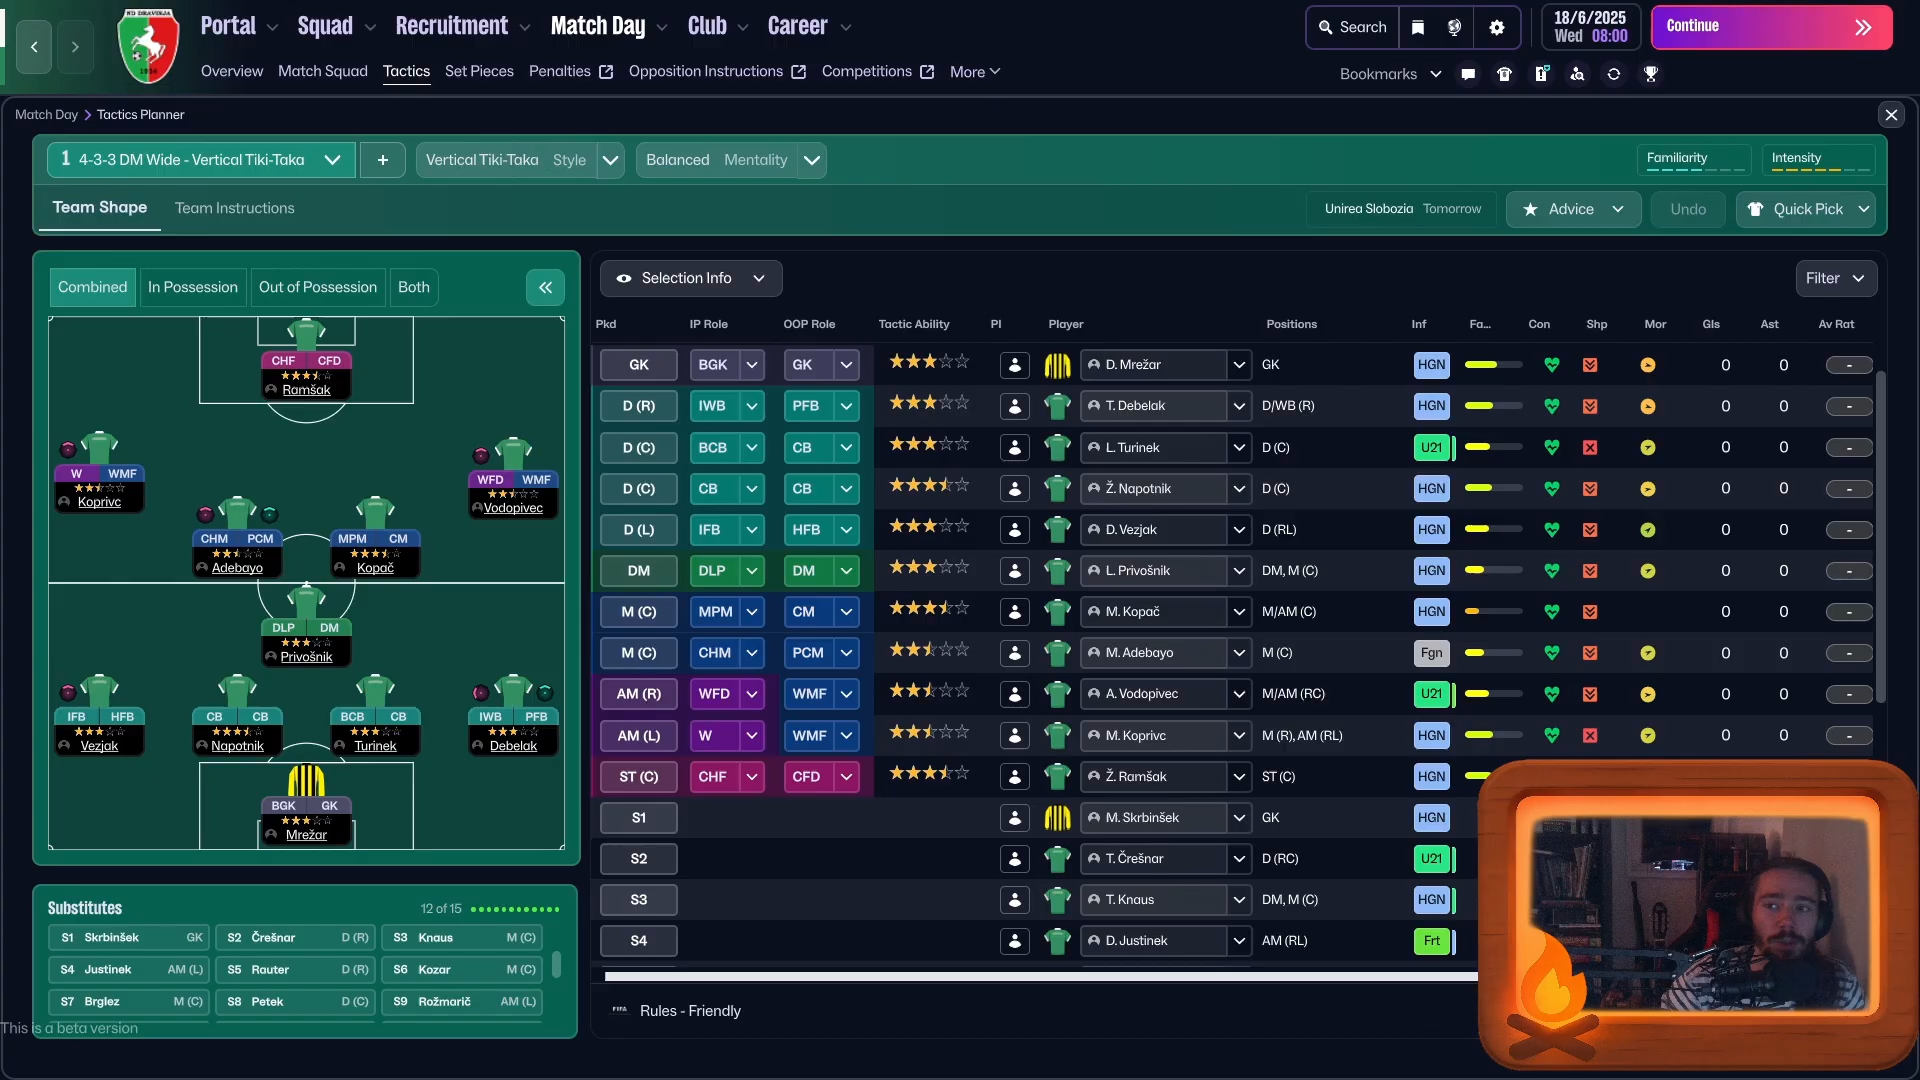 ND DRAVINJA
Portal Squad Recruitment Match Day Club Career
Search
18/6/2025
Wed 08:00
Continue
Overview Match Squad Tactics Set Pieces Penalties Opposition Instructions Competitions More
Bookmarks
Match Day Tactics Planner
1 4-3-3 DM Wide - Vertical Tiki-Taka
+
Vertical Tiki-Taka Style
Balanced Mentality
Familiarity
Intensity
Team Shape Team Instructions
Unirea Slobozia Tomorrow
Advice
Undo
Quick Pick
Combined In Possession Out of Possession Both
Selection Info
Filter
Pkd IP Role OOP Role Tactic Ability PI Player Positions Inf Fa... Con Shp Mor Gls Ast Av Rat
GK BGK GK D. Mrežar GK HGN 0 0 -
D (R) IWB PFB T. Debelak D/WB (R) HGN 0 0 -
D (C) BCB CB L. Turinek D (C) U21 0 0 -
D (C) CB CB Ž. Napotnik D (C) HGN 0 0 -
D (L) IFB HFB D. Vezjak D (RL) HGN 0 0 -
DM DLP DM L. Privošnik DM, M (C) HGN 0 0 -
M (C) MPM CM M. Kopač M/AM (C) HGN 0 0 -
M (C) CHM PCM M. Adebayo M (C) Fgn 0 0 -
AM (R) WFD WMF A. Vodopivec M/AM (RC) U21 0 0 -
AM (L) W WMF M. Koprivc M (R), AM (RL) HGN 0 0 -
ST (C) CHF CFD Ž. Ramšak ST (C) HGN
S1 M. Skrbinšek GK HGN
S2 T. Črešnar D (RC) U21
S3 T. Knaus DM, M (C) HGN
S4 D. Justinek AM (RL) Frt
Rules - Friendly
CHF CFD
Ramšak
W WMF
Koprivc
WFD WMF
Vodopivec
CHM PCM
Adebayo
MPM CM
Kopač
DLP DM
Privošnik
IFB HFB
Vezjak
CB CB
Napotnik
BCB CB
Turinek
IWB PFB
Debelak
BGK GK
Mrežar
Substitutes 12 of 15
S1 Skrbinšek GK S2 Črešnar D (R) S3 Knaus M (C)
S4 Justinek AM (L) S5 Rauter D (R) S6 Kozar M (C)
S7 Brglez M (C) S8 Petek D (C) S9 Rožmarič AM (L)
This is a beta version